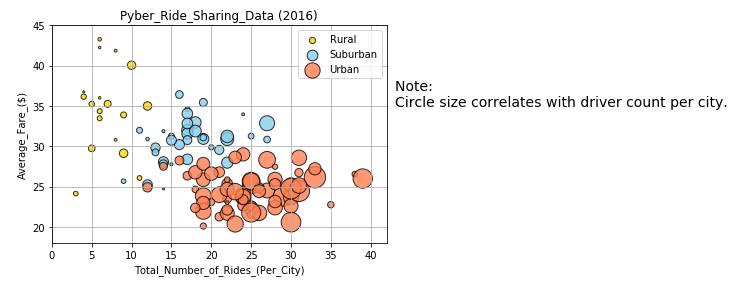 Pyber_Ride_Sharing_Data (2016)
45
40
35
30
25
20
Average_Fare_($)
Rural
Suburban
Urban
0 5 10 15 20 25 30 35 40
Total_Number_of_Rides_(Per_City)
Note:
Circle size correlates with driver count per city.